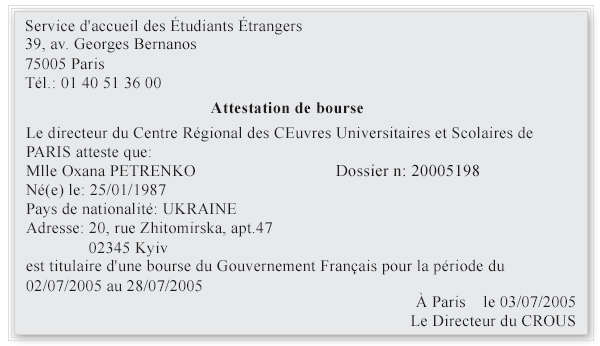 Service d'accueil des Étudiants Étrangers
39, av. Georges Bernanos
75005 Paris
Tél.: 01 40 51 36 00
Attestation de bourse
Le directeur du Centre Régional des CEuvres Universitaires et Scolaires de
PARIS atteste que:
Mlle Oxana PETRENKO Dossier n: 20005198
Né(e) le: 25/01/1987
Pays de nationalité: UKRAINE
Adresse: 20, rue Zhitomirska, apt.47
02345 Kyiv
est titulaire d'une bourse du Gouvernement Français pour la période du
02/07/2005 au 28/07/2005
À Paris le 03/07/2005
Le Directeur du CROUS